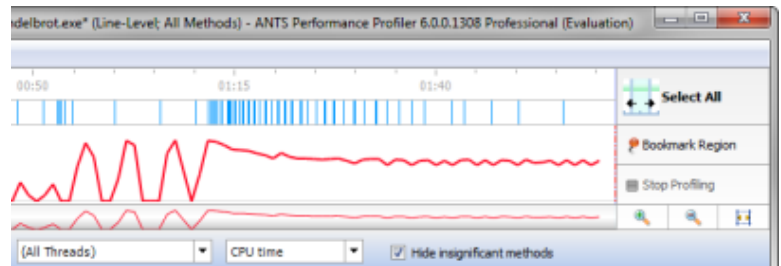 delbrot.exe* (Line-Level; All Methods) - ANTS Performance Profiler 6.0.0.1308 Professional (Evaluation)
00:50 01:15 01:40
Select All
Bookmark Region
Stop Profiling
(All Threads) CPU time Hide insignificant methods